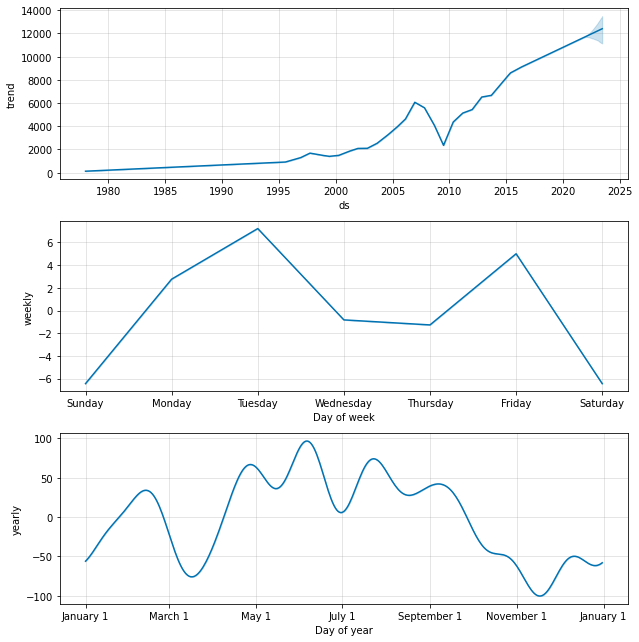 14000
12000
10000
8000
6000
4000
2000
0
trend
1980 1985 1990 1995 2000 2005 2010 2015 2020 2025
ds
6
4
2
0
−2
−4
−6
weekly
Sunday Monday Tuesday Wednesday Thursday Friday Saturday
Day of week
100
50
0
−50
−100
yearly
January 1 March 1 May 1 July 1 September 1 November 1 January 1
Day of year